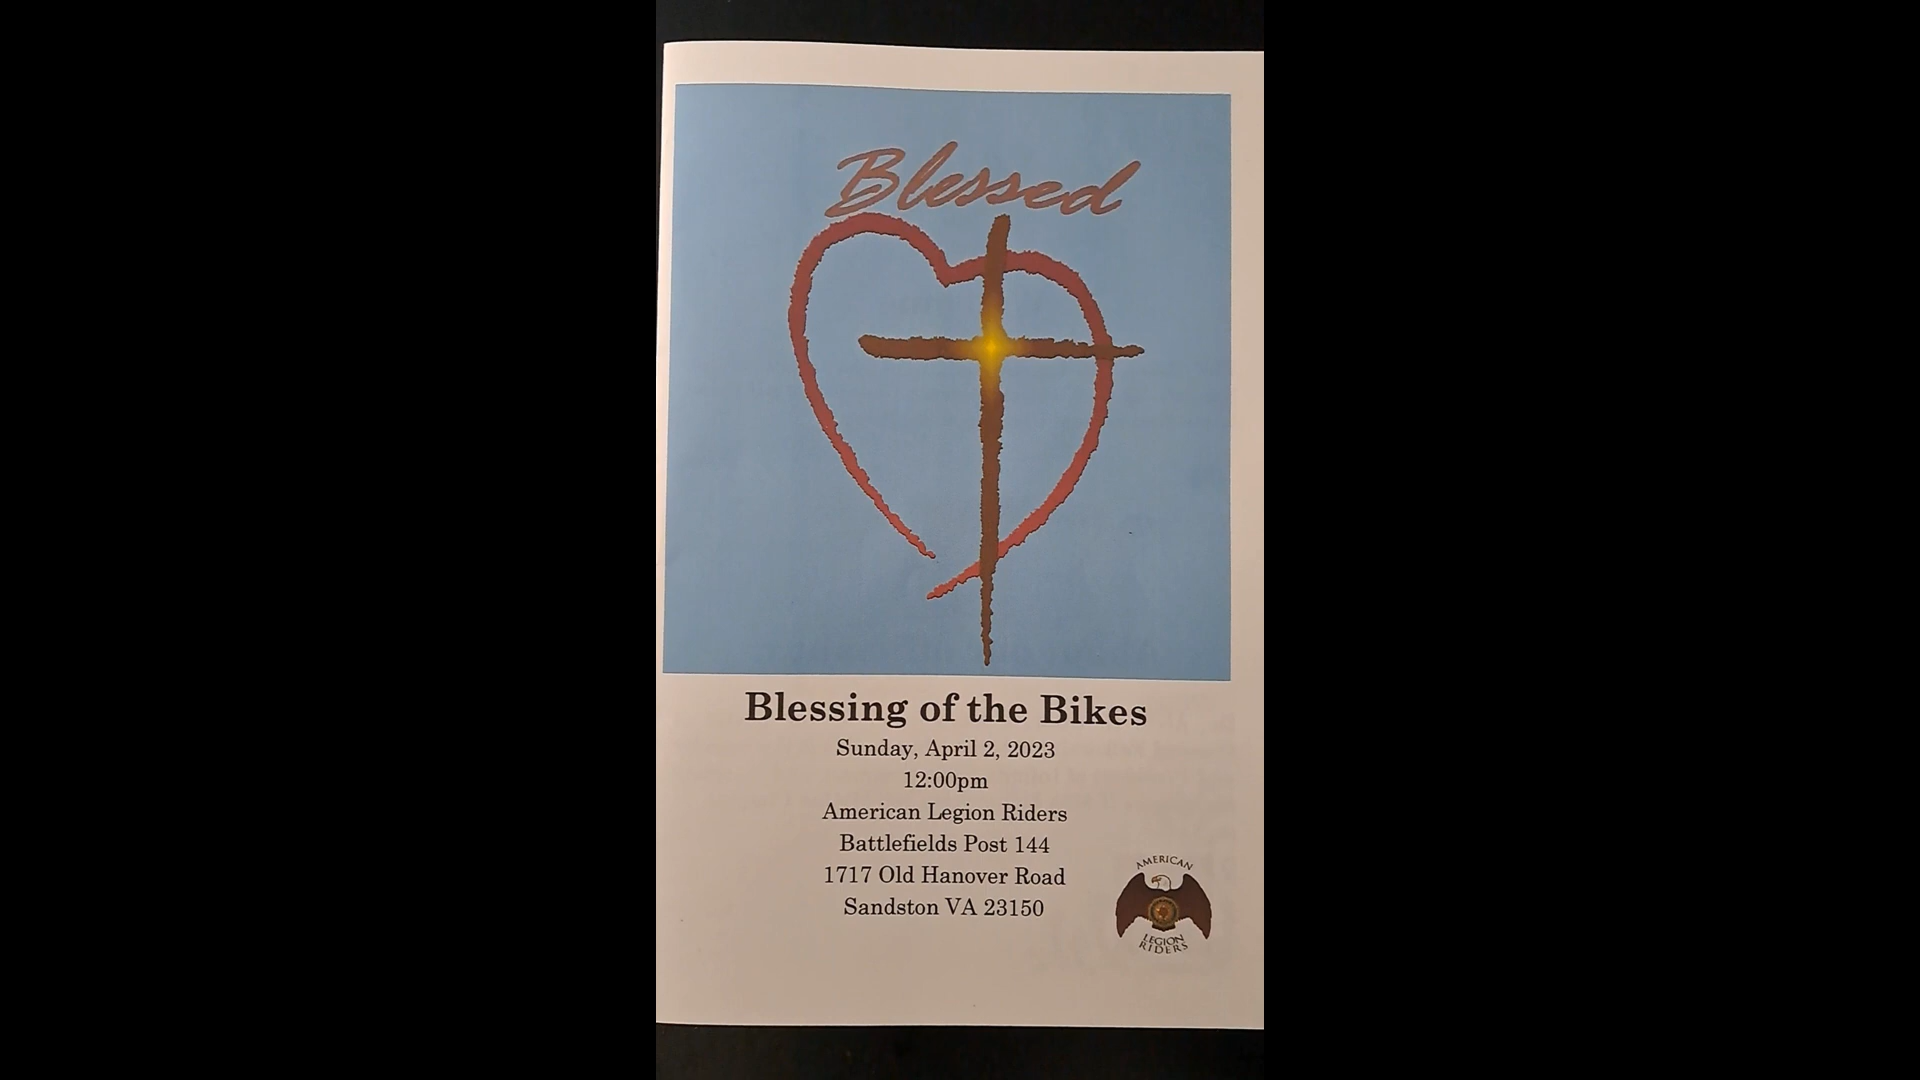 Blessed
Blessing of the Bikes
Sunday, April 2, 2023
12:00pm
American Legion Riders
Battlefields Post 144
1717 Old Hanover Road
Sandston VA 23150
AMERICAN
LEGION
RIDERS